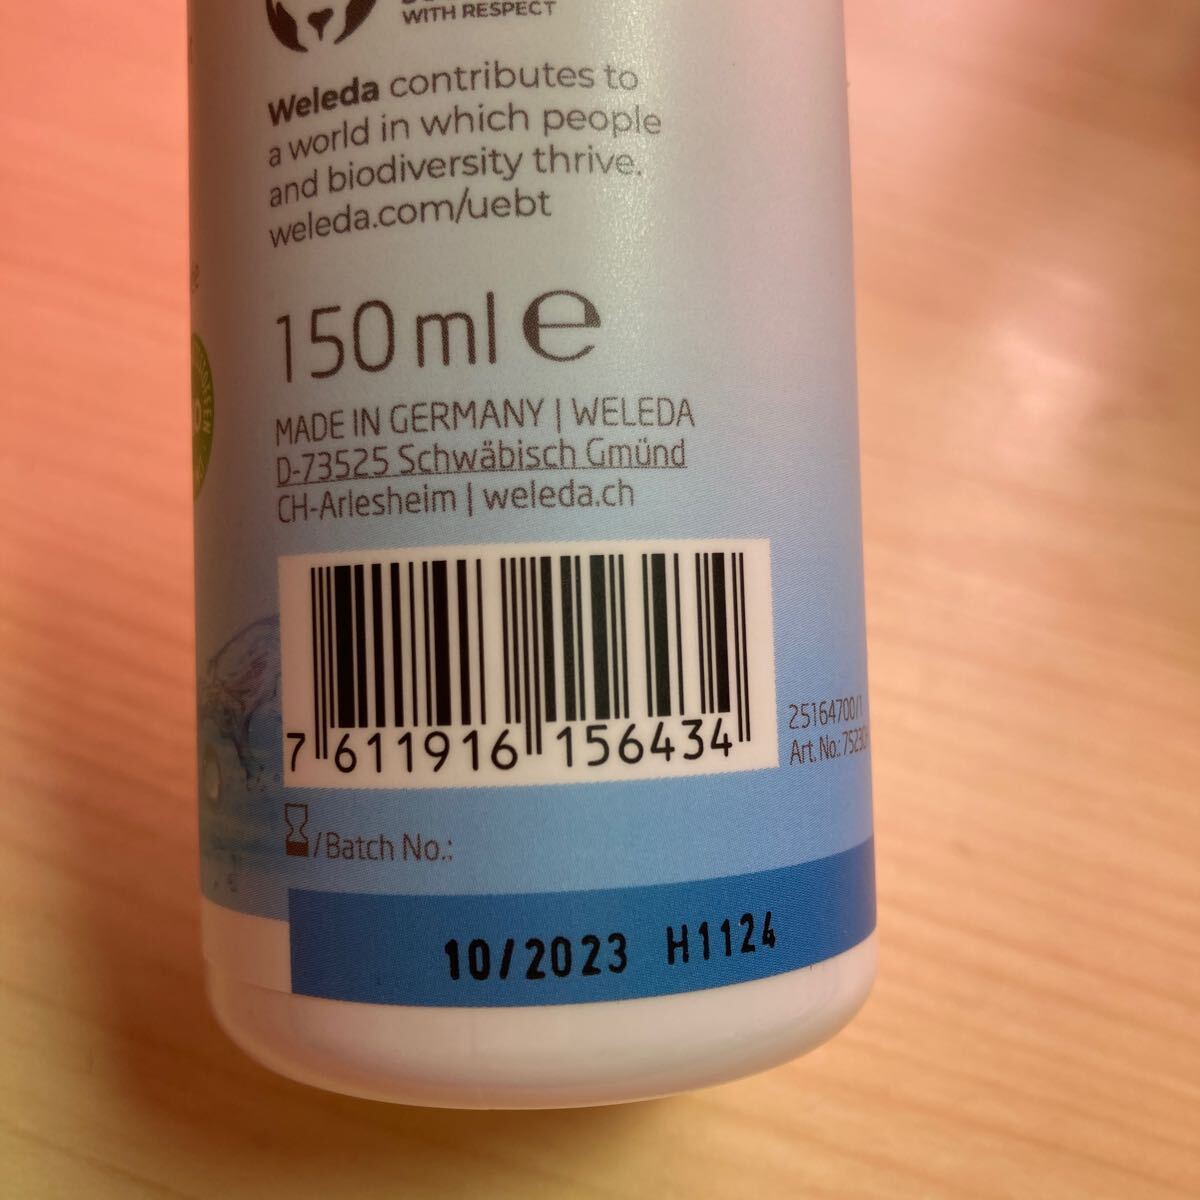 WITH RESPECT
Weleda contributes to
a world in which people
and biodiversity thrive.
weleda.com/uebt
150 ml e
MADE IN GERMANY | WELEDA
D-73525 Schwäbisch Gmünd
CH-Arlesheim | weleda.ch
7 611916 156434
25164700/1
Art. No.:
/Batch No.:
10/2023 H1124